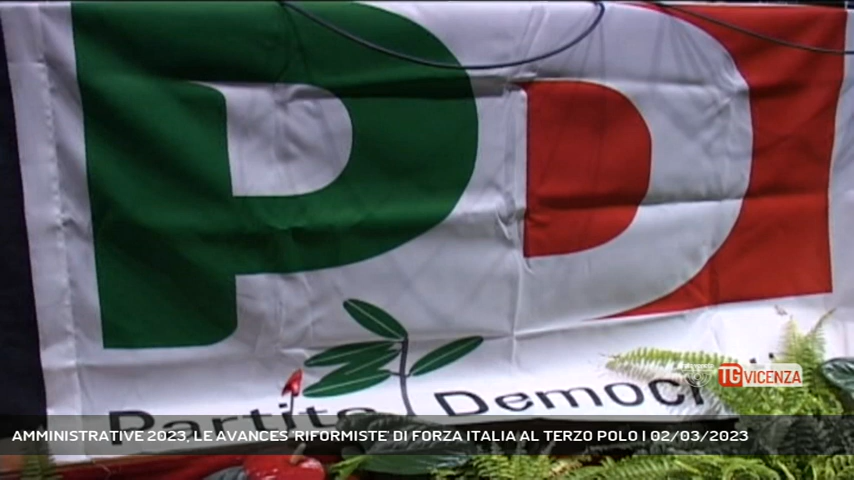 PD
Partito Democr
TG VICENZA
AMMINISTRATIVE 2023, LE AVANCES 'RIFORMISTE' DI FORZA ITALIA AL TERZO POLO | 02/03/2023